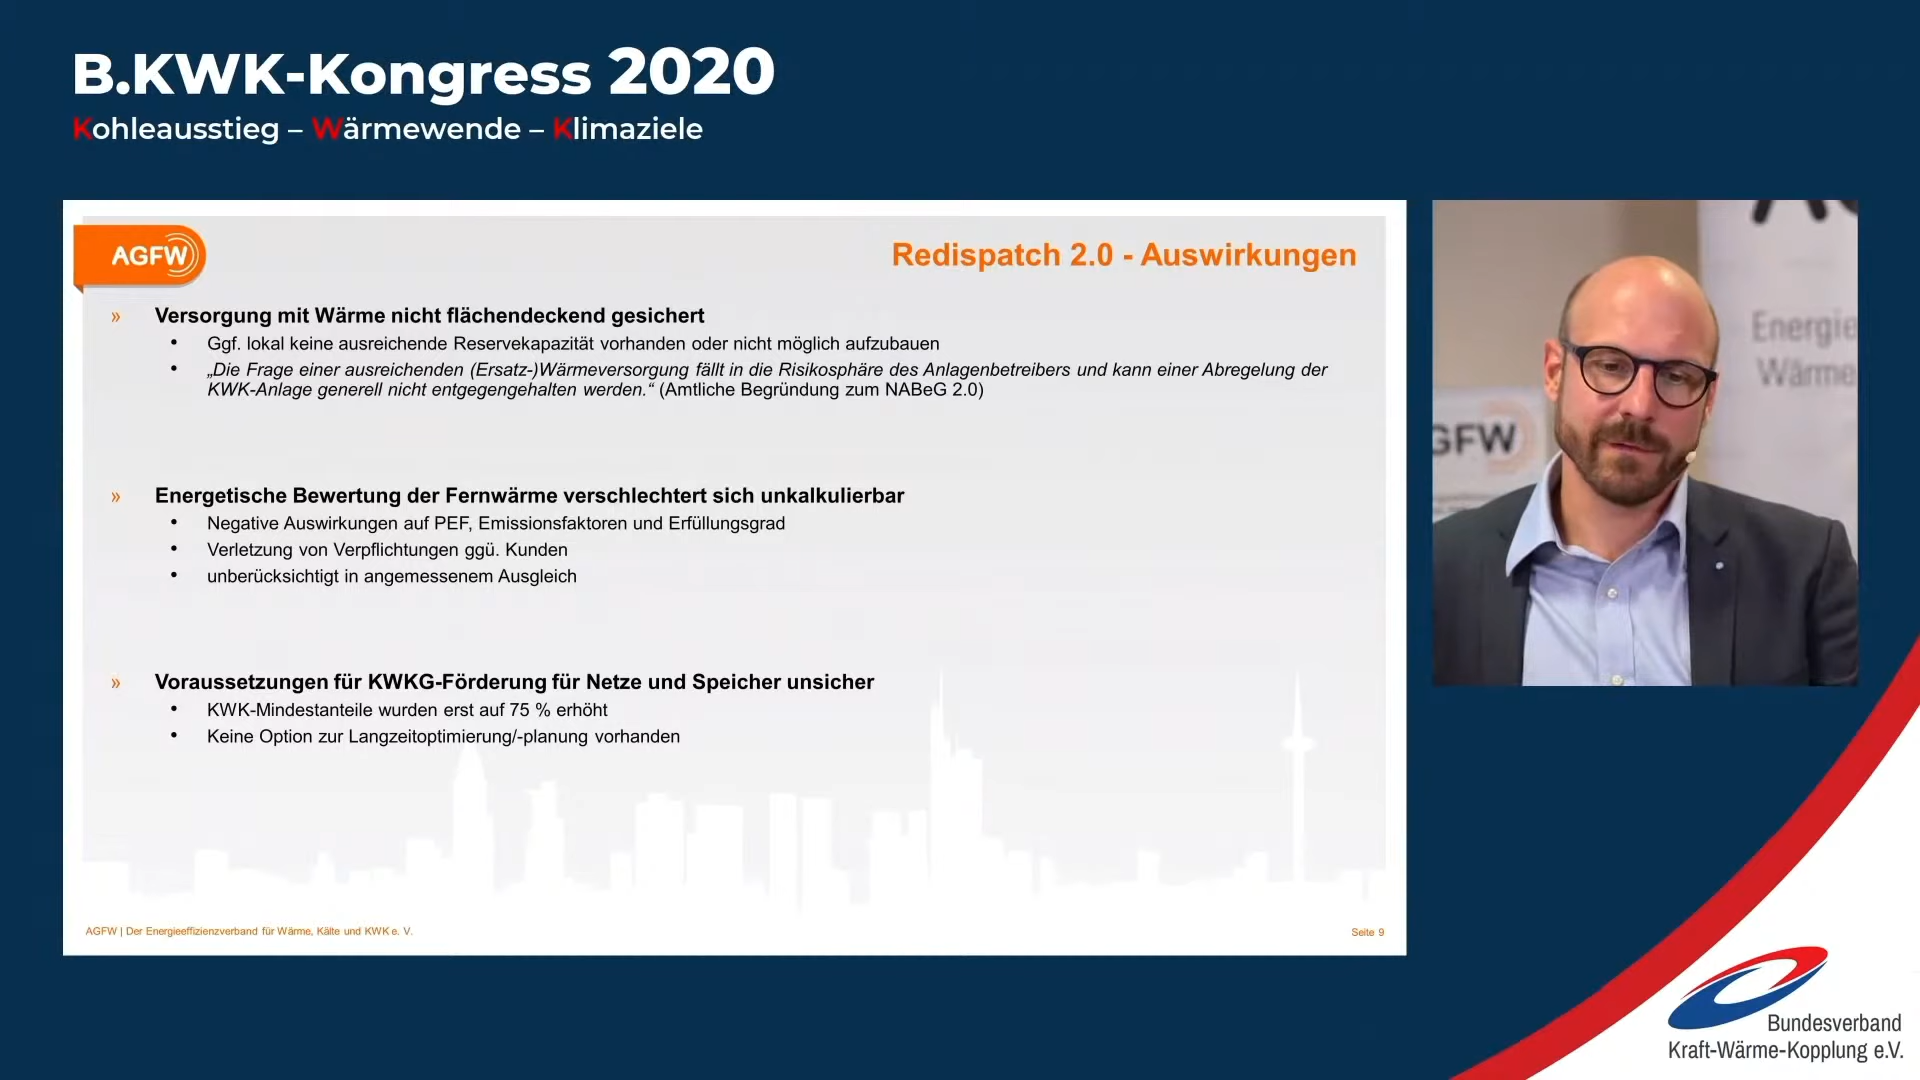 B.KWK-Kongress 2020
Kohleausstieg – Wärmewende – Klimaziele
AGFW
Redispatch 2.0 - Auswirkungen
» Versorgung mit Wärme nicht flächendeckend gesichert
• Ggf. lokal keine ausreichende Reservekapazität vorhanden oder nicht möglich aufzubauen
• „Die Frage einer ausreichenden (Ersatz-)Wärmeversorgung fällt in die Risikosphäre des Anlagenbetreibers und kann einer Abregelung der
KWK-Anlage generell nicht entgegengehalten werden.“ (Amtliche Begründung zum NABeG 2.0)
» Energetische Bewertung der Fernwärme verschlechtert sich unkalkulierbar
• Negative Auswirkungen auf PEF, Emissionsfaktoren und Erfüllungsgrad
• Verletzung von Verpflichtungen ggü. Kunden
• unberücksichtigt in angemessenem Ausgleich
» Voraussetzungen für KWKG-Förderung für Netze und Speicher unsicher
• KWK-Mindestanteile wurden erst auf 75 % erhöht
• Keine Option zur Langzeitoptimierung/-planung vorhanden
AGFW | Der Energieeffizienzverband für Wärme, Kälte und KWK e. V.
Seite 9
Energie
Wärme
GFW
Bundesverband
Kraft-Wärme-Kopplung e.V.